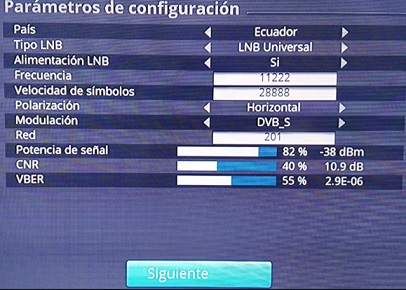 Parámetros de configuración
País Ecuador
Tipo LNB LNB Universal
Alimentación LNB Si
Frecuencia 11222
Velocidad de símbolos 28888
Polarización Horizontal
Modulación DVB_S
Red 201
Potencia de señal 82 % -38 dBm
CNR 40 % 10.9 dB
VBER 55 % 2.9E-06
Siguiente